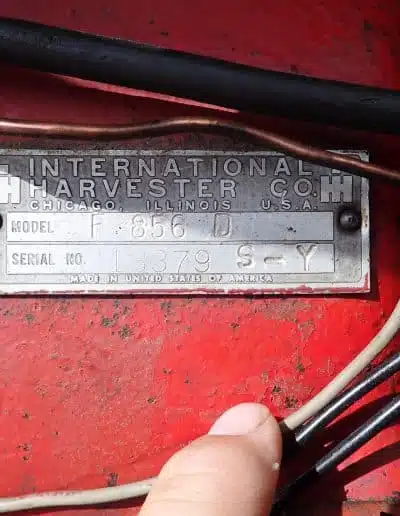 INTERNATIONAL
HARVESTER CO.
CHICAGO, ILLINOIS U.S.A.
MODEL F 856 D
SERIAL NO. S-Y
MADE IN UNITED STATES OF AMERICA